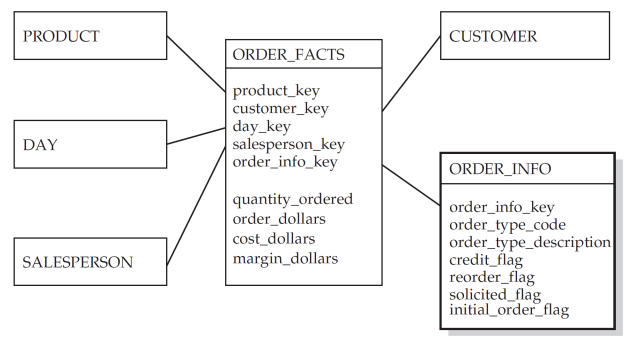 PRODUCT
DAY
SALESPERSON
ORDER_FACTS
product_key
customer_key
day_key
salesperson_key
order_info_key
quantity_ordered
order_dollars
cost_dollars
margin_dollars
CUSTOMER
ORDER_INFO
order_info_key
order_type_code
order_type_description
credit_flag
reorder_flag
solicited_flag
initial_order_flag